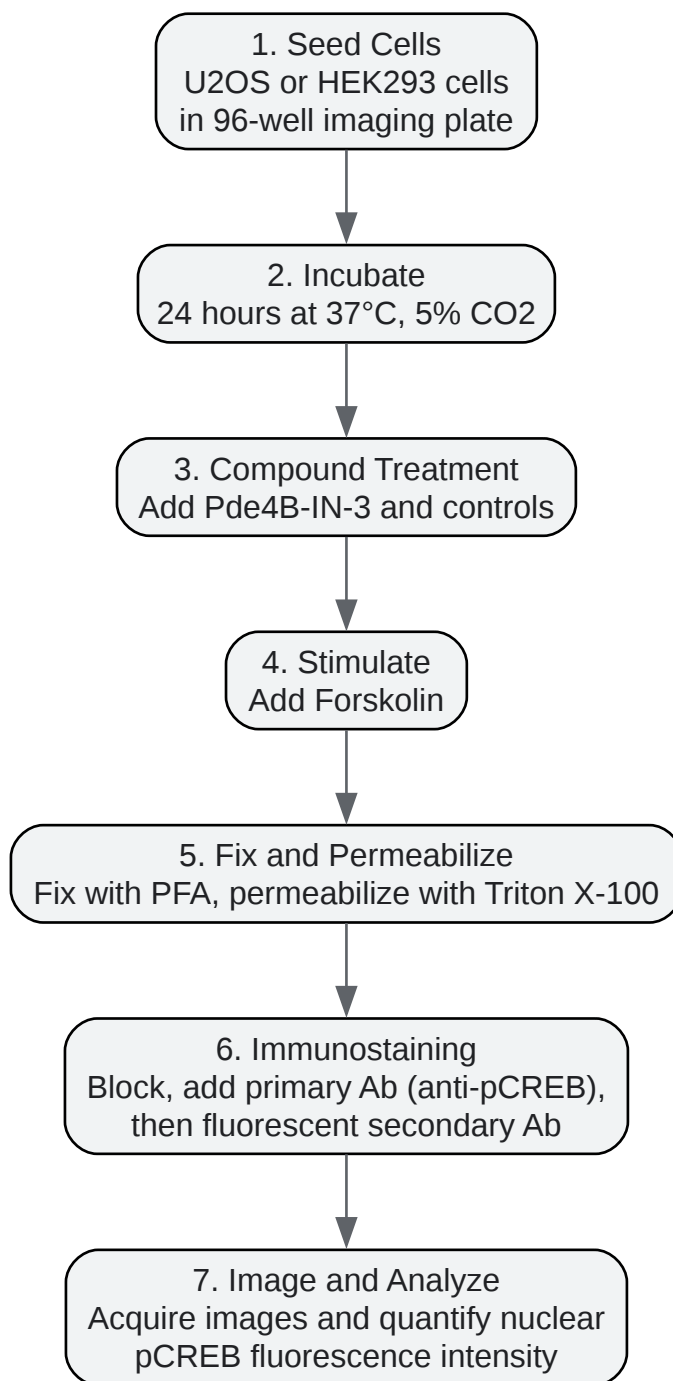 1. Seed Cells
U2OS or HEK293 cells
in 96-well imaging plate
2. Incubate
24 hours at 37°C, 5% CO2
3. Compound Treatment
Add Pde4B-IN-3 and controls
4. Stimulate
Add Forskolin
5. Fix and Permeabilize
Fix with PFA, permeabilize with Triton X-100
6. Immunostaining
Block, add primary Ab (anti-pCREB),
then fluorescent secondary Ab
7. Image and Analyze
Acquire images and quantify nuclear
pCREB fluorescence intensity